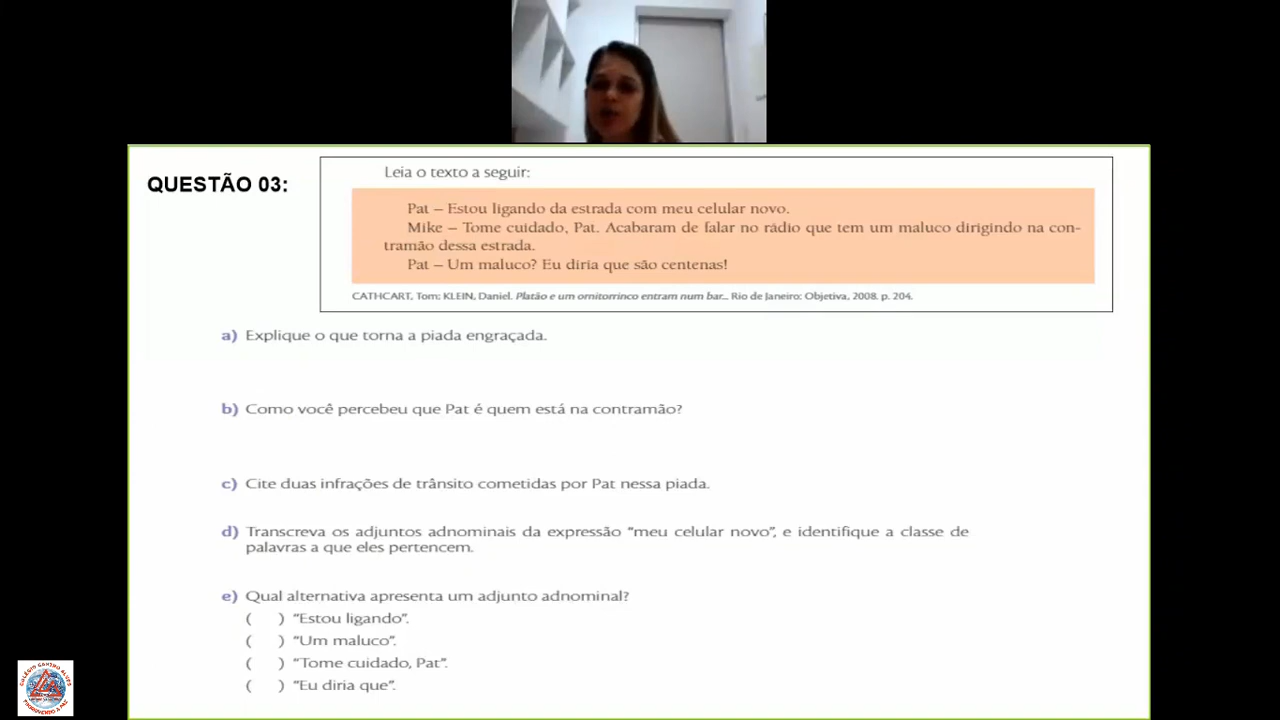 QUESTÃO 03:
Leia o texto a seguir:
Pat – Estou ligando da estrada com meu celular novo.
Mike – Tome cuidado, Pat. Acabaram de falar no rádio que tem um maluco dirigindo na con-
tramão dessa estrada.
Pat – Um maluco? Eu diria que são centenas!
CATHCART, Tom; KLEIN, Daniel. Platão e um ornitorrinco entram num bar... Rio de Janeiro: Objetiva, 2008. p. 204.
a) Explique o que torna a piada engraçada.
b) Como você percebeu que Pat é quem está na contramão?
c) Cite duas infrações de trânsito cometidas por Pat nessa piada.
d) Transcreva os adjuntos adnominais da expressão “meu celular novo”, e identifique a classe de
palavras a que eles pertencem.
e) Qual alternativa apresenta um adjunto adnominal?
( ) “Estou ligando”.
( ) “Um maluco”.
( ) “Tome cuidado, Pat”.
( ) “Eu diria que”.
COLÉGIO CASTRO ALVES